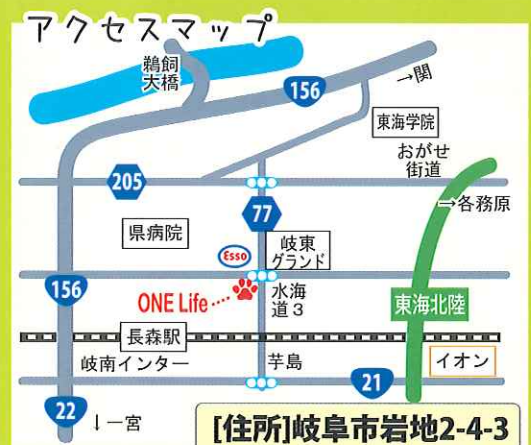 アクセスマップ
鵜飼
大橋
156
→関
東海学院
おがせ
街道
205
→各務原
77
県病院
Esso
岐東
グランド
156
ONE Life
水海
道3
東海北陸
長森駅
岐南インター
芋島
イオン
21
22
↓一宮
[住所]岐阜市岩地2-4-3